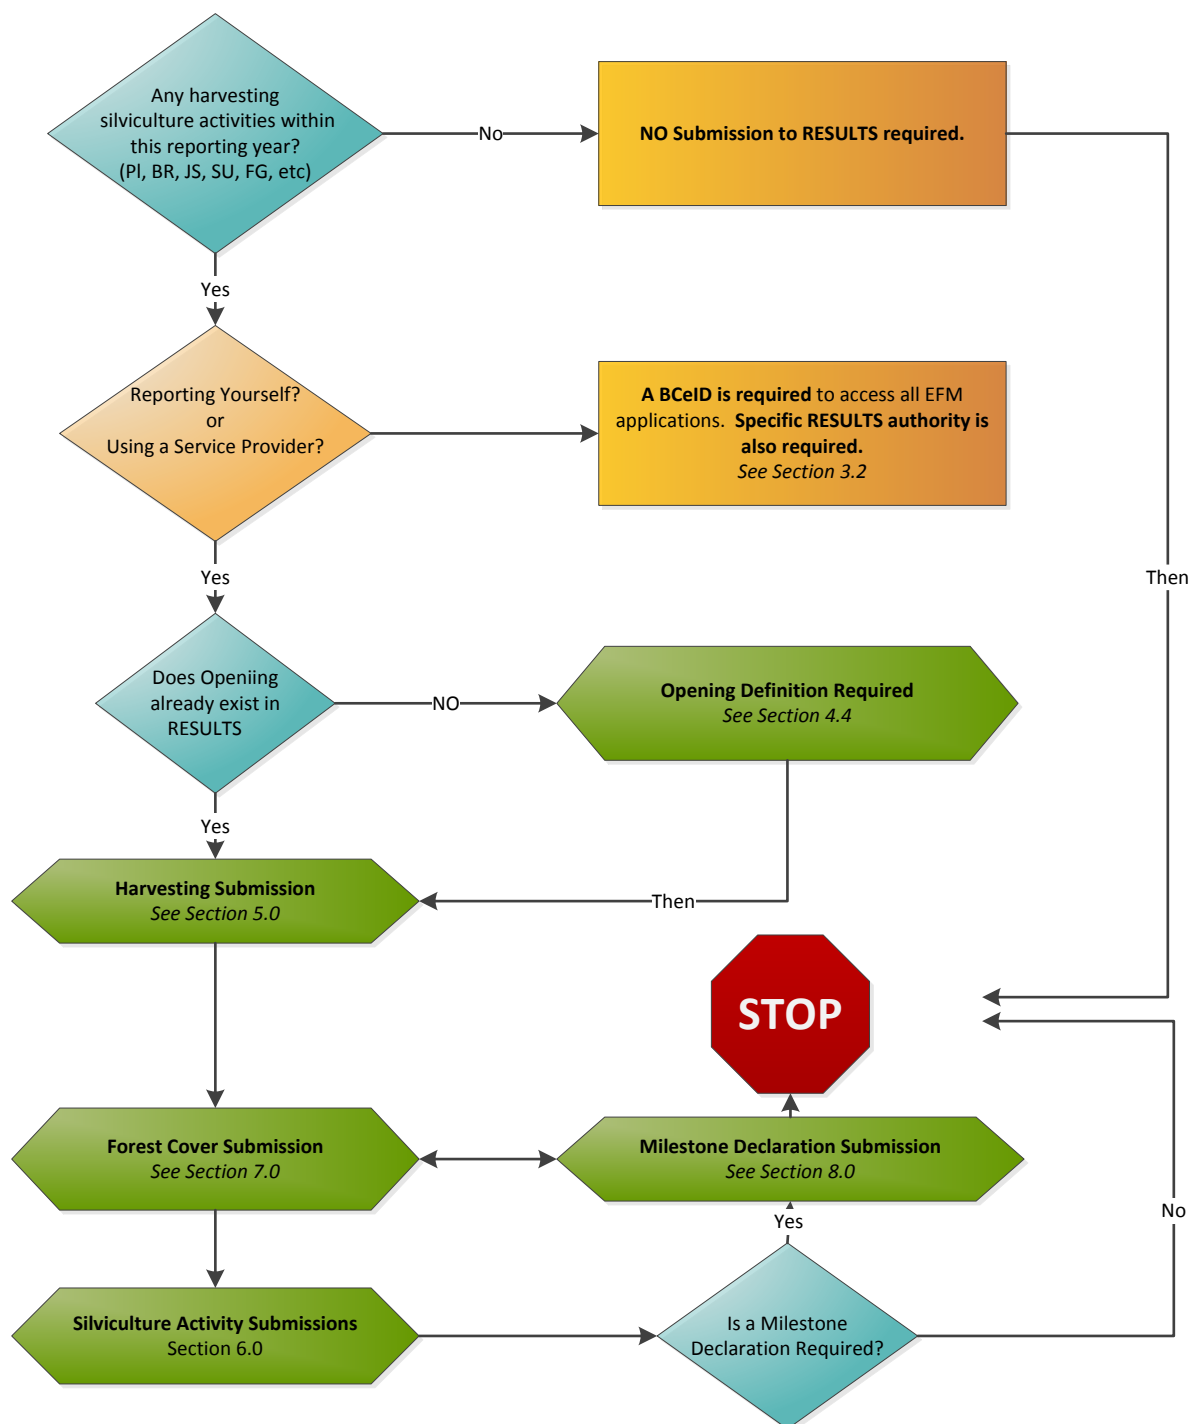 Any harvesting
silviculture activities within
this reporting year?
(Pl, BR, JS, SU, FG, etc)
No
NO Submission to RESULTS required.
Yes
Reporting Yourself?
or
Using a Service Provider?
A BCeID is required to access all EFM
applications.  Specific RESULTS authority is
also required.
See Section 3.2
Yes
Then
Does Openiing
already exist in
RESULTS
NO
Opening Definition Required
See Section 4.4
Yes
Harvesting Submission
See Section 5.0
Then
STOP
Forest Cover Submission
See Section 7.0
Milestone Declaration Submission
See Section 8.0
Yes
No
Silviculture Activity Submissions
Section 6.0
Is a Milestone
Declaration Required?